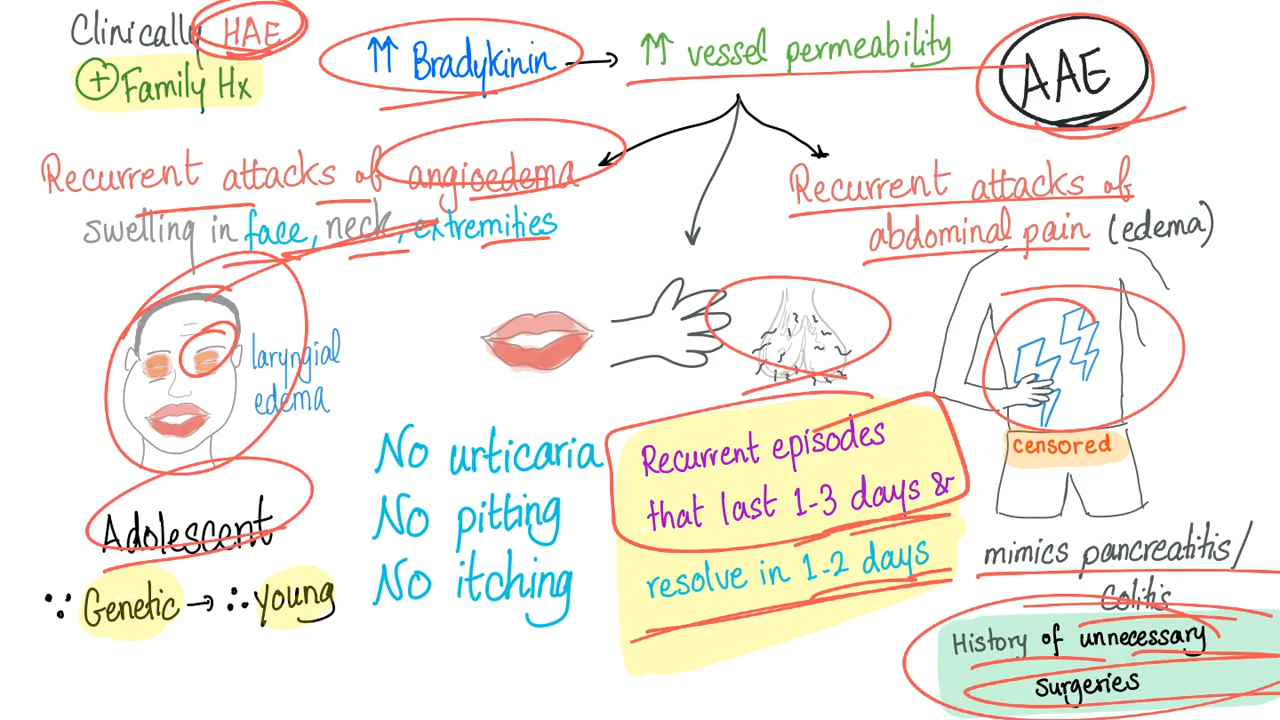 Clinically HAE
+ Family Hx
↑↑ Bradykinin → ↑↑ vessel permeability
AAE
Recurrent attacks of angioedema
swelling in face, neck, extremities
Recurrent attacks of
abdominal pain (edema)
laryngial
edema
Adolescent
∵ Genetic → ∴ young
No urticaria
No pitting
No itching
Recurrent episodes
that last 1-3 days &
resolve in 1-2 days
censored
mimics pancreatitis/
colitis
History of unnecessary
surgeries